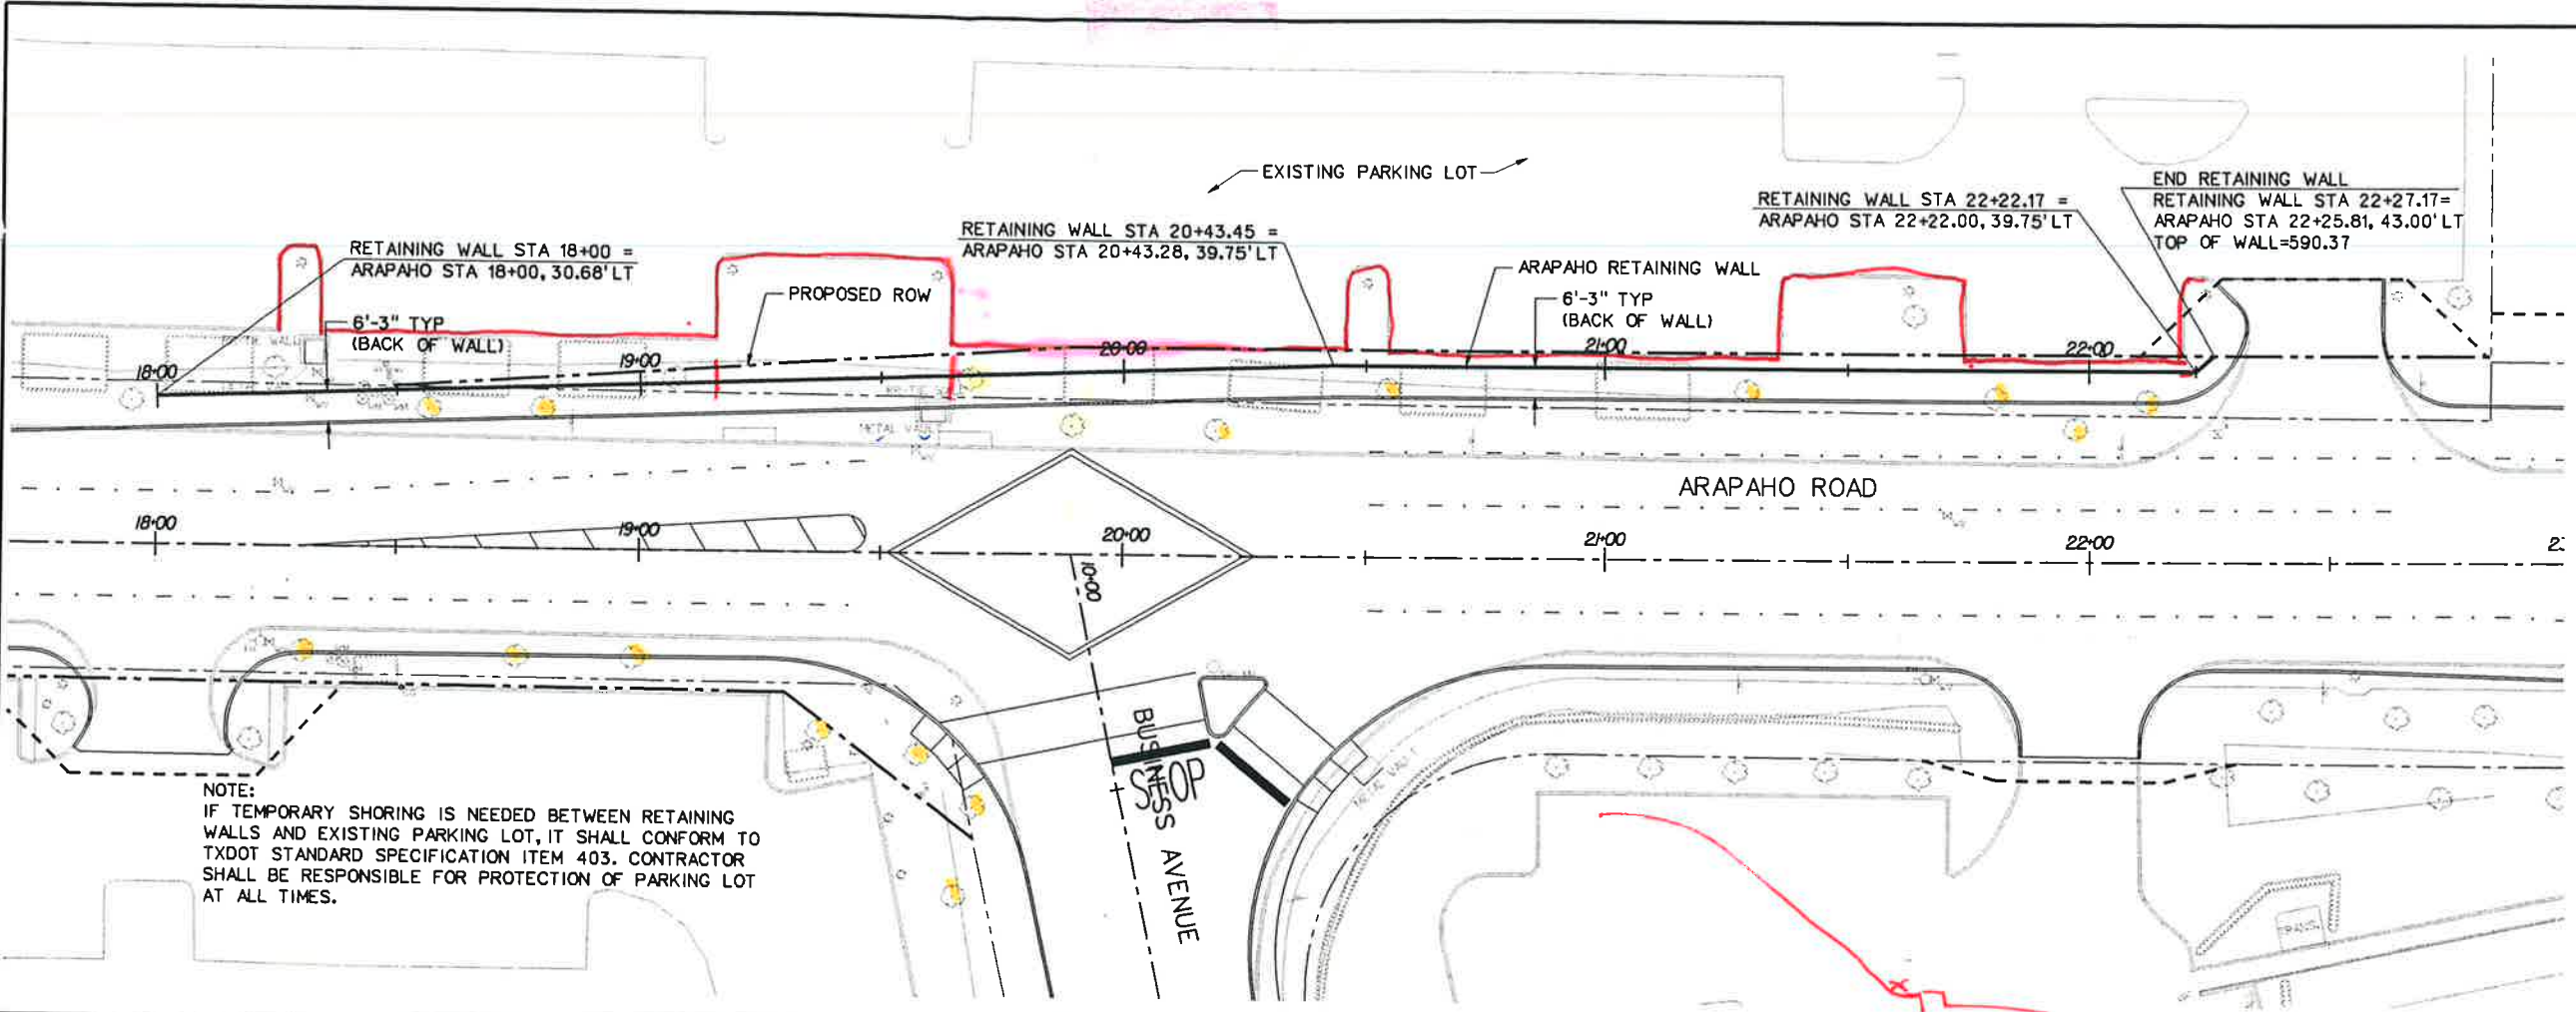 EXISTING PARKING LOT
RETAINING WALL STA 18+00 =
ARAPAHO STA 18+00, 30.68' LT
RETAINING WALL STA 20+43.45 =
ARAPAHO STA 20+43.28, 39.75' LT
RETAINING WALL STA 22+22.17 =
ARAPAHO STA 22+22.00, 39.75' LT
END RETAINING WALL
RETAINING WALL STA 22+27.17=
ARAPAHO STA 22+25.81, 43.00' LT
TOP OF WALL=590.37
PROPOSED ROW
ARAPAHO RETAINING WALL
6'-3" TYP
(BACK OF WALL)
6'-3" TYP
(BACK OF WALL)
18+00
19+00
20+00
21+00
22+00
METAL VAULT
ARAPAHO ROAD
18+00
19+00
20+00
21+00
22+00
10+00
BUSINESS AVENUE
STOP
METAL VAULT
NOTE:
IF TEMPORARY SHORING IS NEEDED BETWEEN RETAINING
WALLS AND EXISTING PARKING LOT, IT SHALL CONFORM TO
TXDOT STANDARD SPECIFICATION ITEM 403. CONTRACTOR
SHALL BE RESPONSIBLE FOR PROTECTION OF PARKING LOT
AT ALL TIMES.
TRANS.